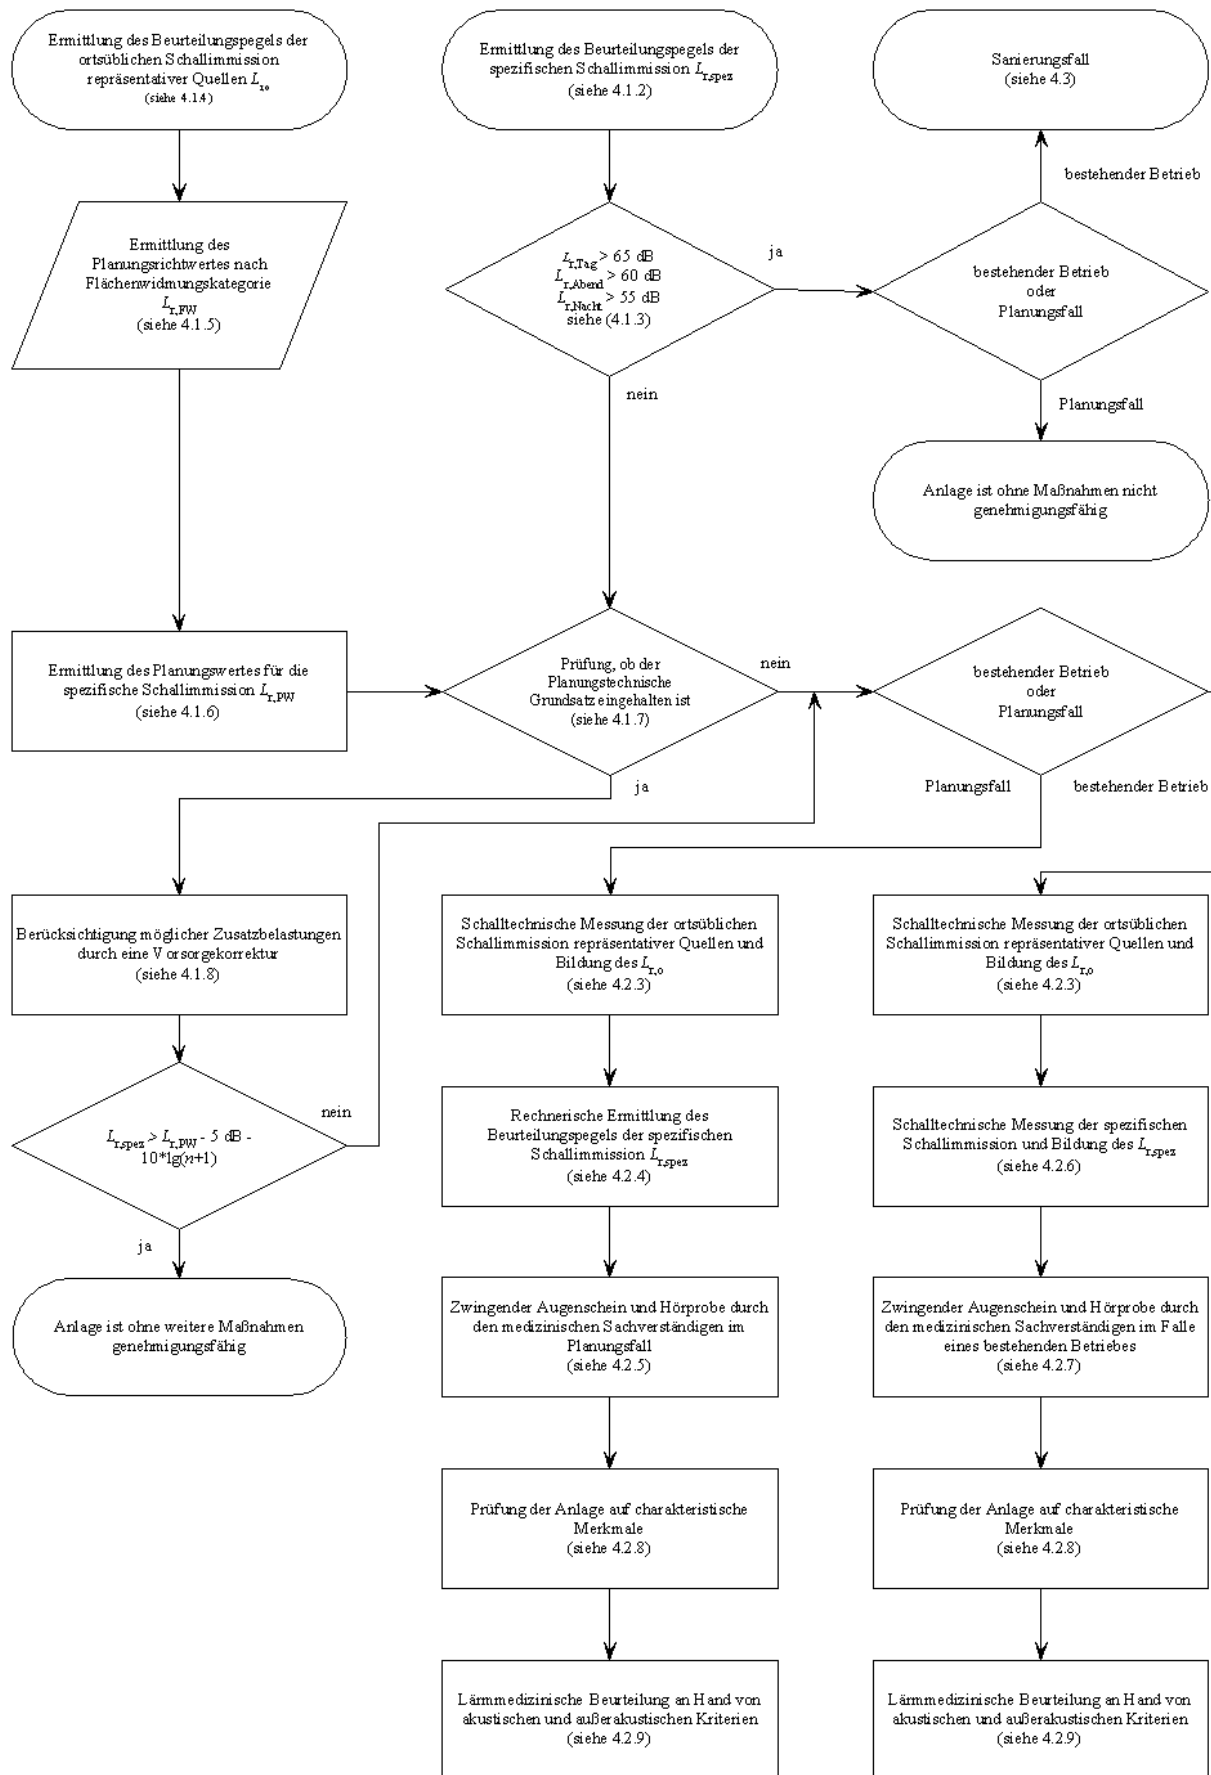 Ermittlung des Beurteilungspegels der
ortsüblichen Schallimmission
repräsentativer Quellen Lro
(siehe 4.1.4)
Ermittlung des Beurteilungspegels der
spezifischen Schallimmission Lr,spez
(siehe 4.1.2)
Sanierungsfall
(siehe 4.3)
bestehender Betrieb
Ermittlung des
Planungsrichtwertes nach
Flächenwidmungskategorie
Lr,FW
(siehe 4.1.5)
Lr,Tag > 65 dB
Lr,Abend > 60 dB
Lr,Nacht > 55 dB
siehe (4.1.3)
ja
nein
bestehender Betrieb
oder
Planungsfall
Planungsfall
Anlage ist ohne Maßnahmen nicht
genehmigungsfähig
Ermittlung des Planungswertes für die
spezifische Schallimmission Lr,PW
(siehe 4.1.6)
Prüfung, ob der
Planungstechnische
Grundsatz eingehalten ist
(siehe 4.1.7)
nein
ja
bestehender Betrieb
oder
Planungsfall
Planungsfall
bestehender Betrieb
Berücksichtigung möglicher Zusatzbelastungen
durch eine Vorsorgekorrektur
(siehe 4.1.8)
Lr,spez > Lr,PW - 5 dB -
10*lg(n+1)
nein
ja
Anlage ist ohne weitere Maßnahmen
genehmigungsfähig
Schalltechnische Messung der ortsüblichen
Schallimmission repräsentativer Quellen und
Bildung des Lr,o
(siehe 4.2.3)
Rechnerische Ermittlung des
Beurteilungspegels der spezifischen
Schallimmission Lr,spez
(siehe 4.2.4)
Zwingender Augenschein und Hörprobe durch
den medizinischen Sachverständigen im
Planungsfall
(siehe 4.2.5)
Prüfung der Anlage auf charakteristische
Merkmale
(siehe 4.2.8)
Lärmmedizinische Beurteilung an Hand von
akustischen und außerakustischen Kriterien
(siehe 4.2.9)
Schalltechnische Messung der ortsüblichen
Schallimmission repräsentativer Quellen und
Bildung des Lr,o
(siehe 4.2.3)
Schalltechnische Messung der spezifischen
Schallimmission und Bildung des Lr,spez
(siehe 4.2.6)
Zwingender Augenschein und Hörprobe durch
den medizinischen Sachverständigen im Falle
eines bestehenden Betriebes
(siehe 4.2.7)
Prüfung der Anlage auf charakteristische
Merkmale
(siehe 4.2.8)
Lärmmedizinische Beurteilung an Hand von
akustischen und außerakustischen Kriterien
(siehe 4.2.9)